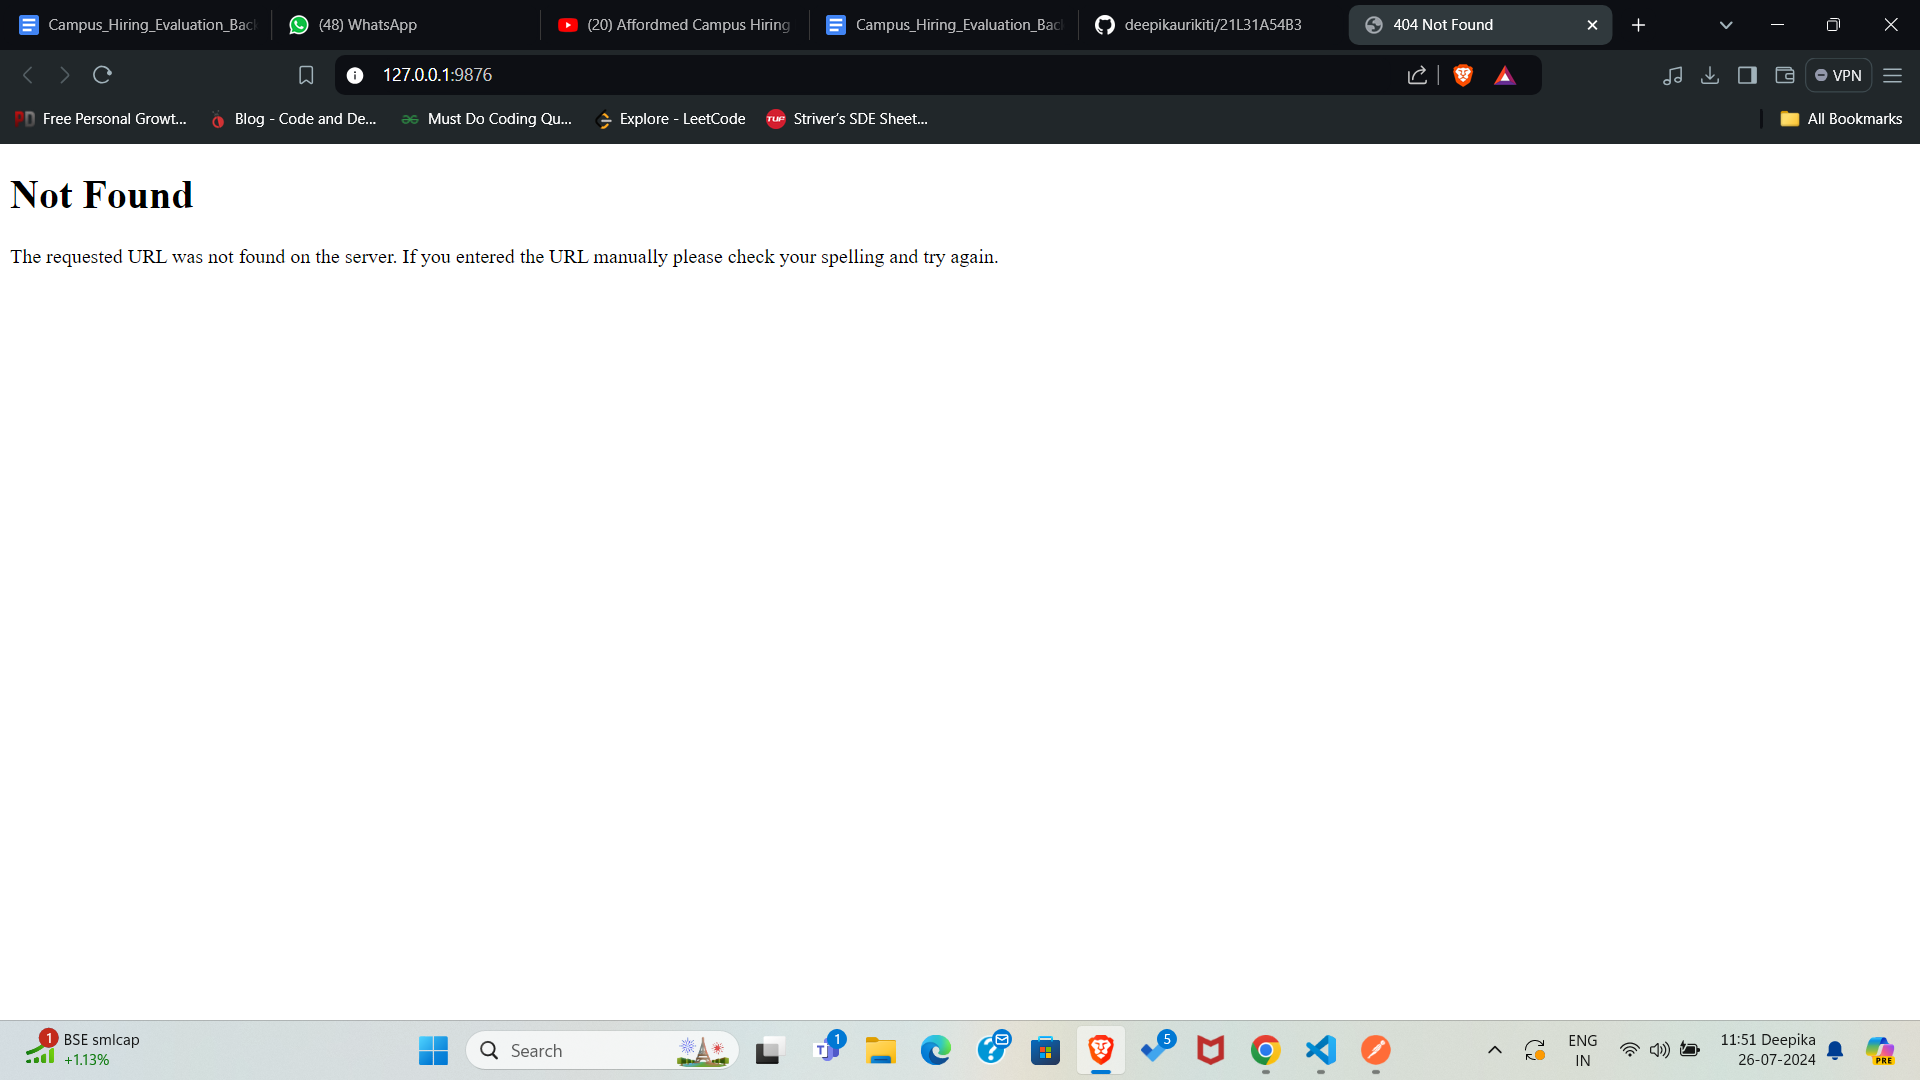 Campus_Hiring_Evaluation_Back
(48) WhatsApp
(20) Affordmed Campus Hiring
Campus_Hiring_Evaluation_Back
deepikaurikiti/21L31A54B3
404 Not Found
127.0.0.1:9876
VPN
Free Personal Growt...
Blog - Code and De...
Must Do Coding Qu...
Explore - LeetCode
TUF
Striver's SDE Sheet...
All Bookmarks
Not Found
The requested URL was not found on the server. If you entered the URL manually please check your spelling and try again.
1
BSE smlcap
+1.13%
Search
1
5
ENG
IN
11:51 Deepika
26-07-2024
PRE